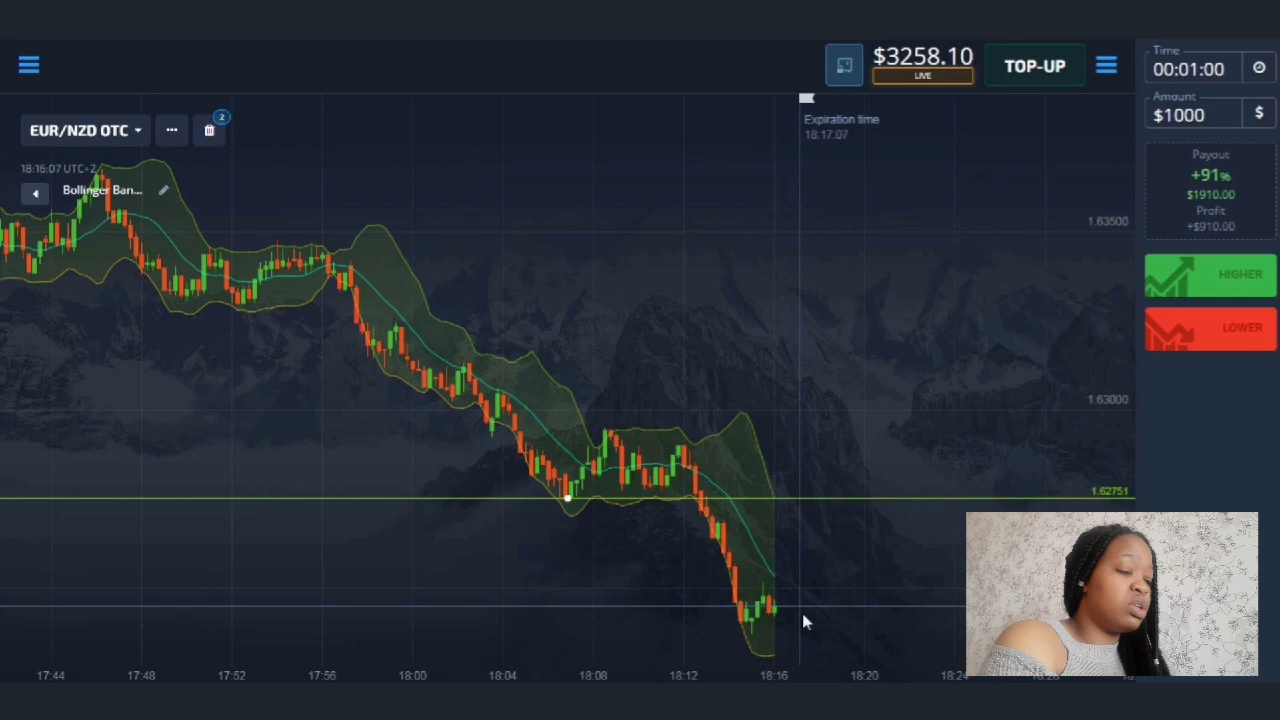 $3258.10
LIVE
TOP-UP
Time
00:01:00
Amount
$1000
$
EUR/NZD OTC
2
Expiration time
18:17:07
18:16:07 UTC+2
Bollinger Ban...
Payout
+91%
$1910.00
Profit
+$910.00
1.63500
HIGHER
LOWER
1.63000
1.62751
17:44 17:48 17:52 17:56 18:00 18:04 18:08 18:12 18:16 18:20 18:24